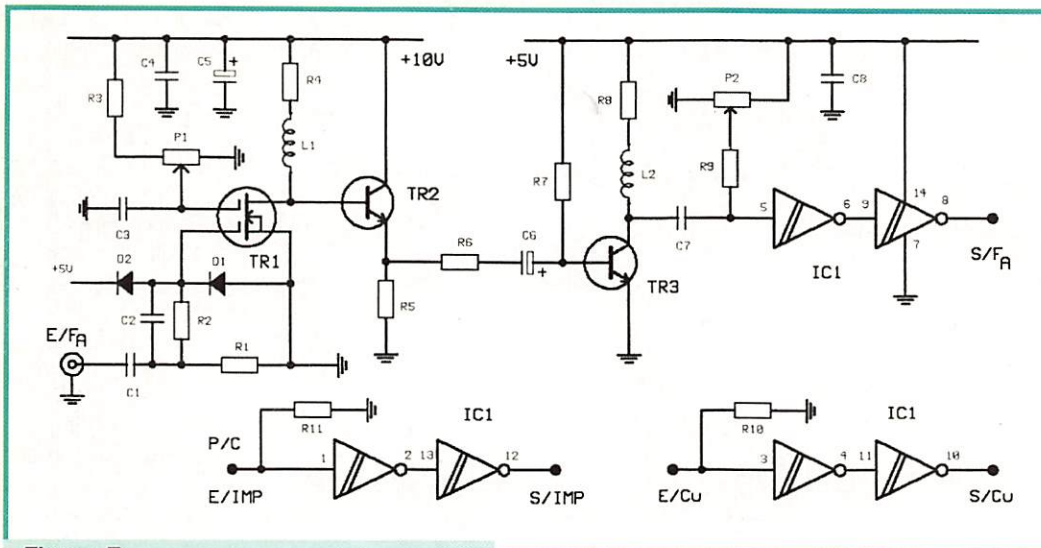 C4
C5
+
R4
+10V
+5V
R3
R8
P2
C8
P1
L1
R7
L2
R9
TR2
14
5
6
9
8
C3
R6
C6
C7
TR1
+
7
S/FA
+5V
D2
D1
TR3
IC1
R5
E/FA
C2
R2
R1
C1
R11
IC1
R10
IC1
P/C
1
2
13
12
3
4
11
10
E/IMP
S/IMP
E/Cu
S/Cu